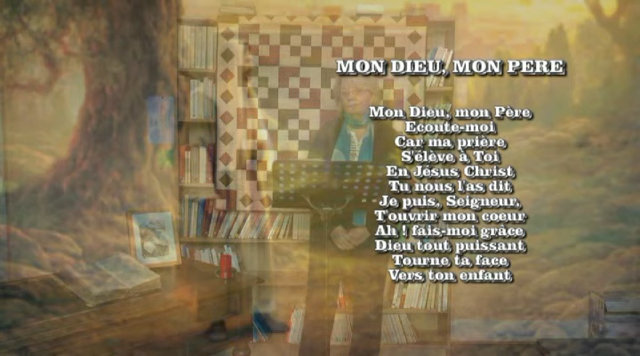 MON DIEU, MON PERE
Mon Dieu, mon Père
Ecoute-moi
Car ma prière
S'élève à Toi
En Jésus Christ
Tu nous l'as dit
Je puis, Seigneur,
T'ouvrir mon coeur
Ah ! fais-moi grâce
Dieu tout puissant
Tourne ta face
Vers ton enfant